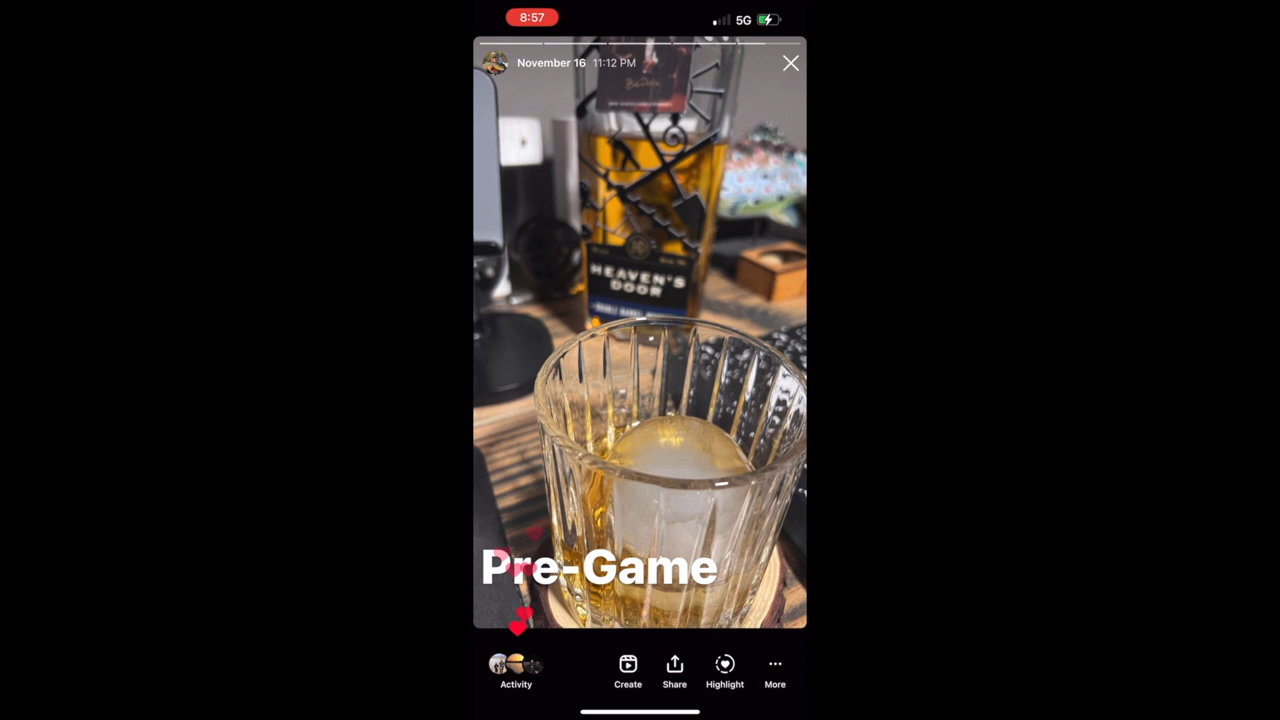 8:57
5G
November 16 11:12 PM
HEAVEN'S
DOOR
Pre-Game
Activity
Create
Share
Highlight
More